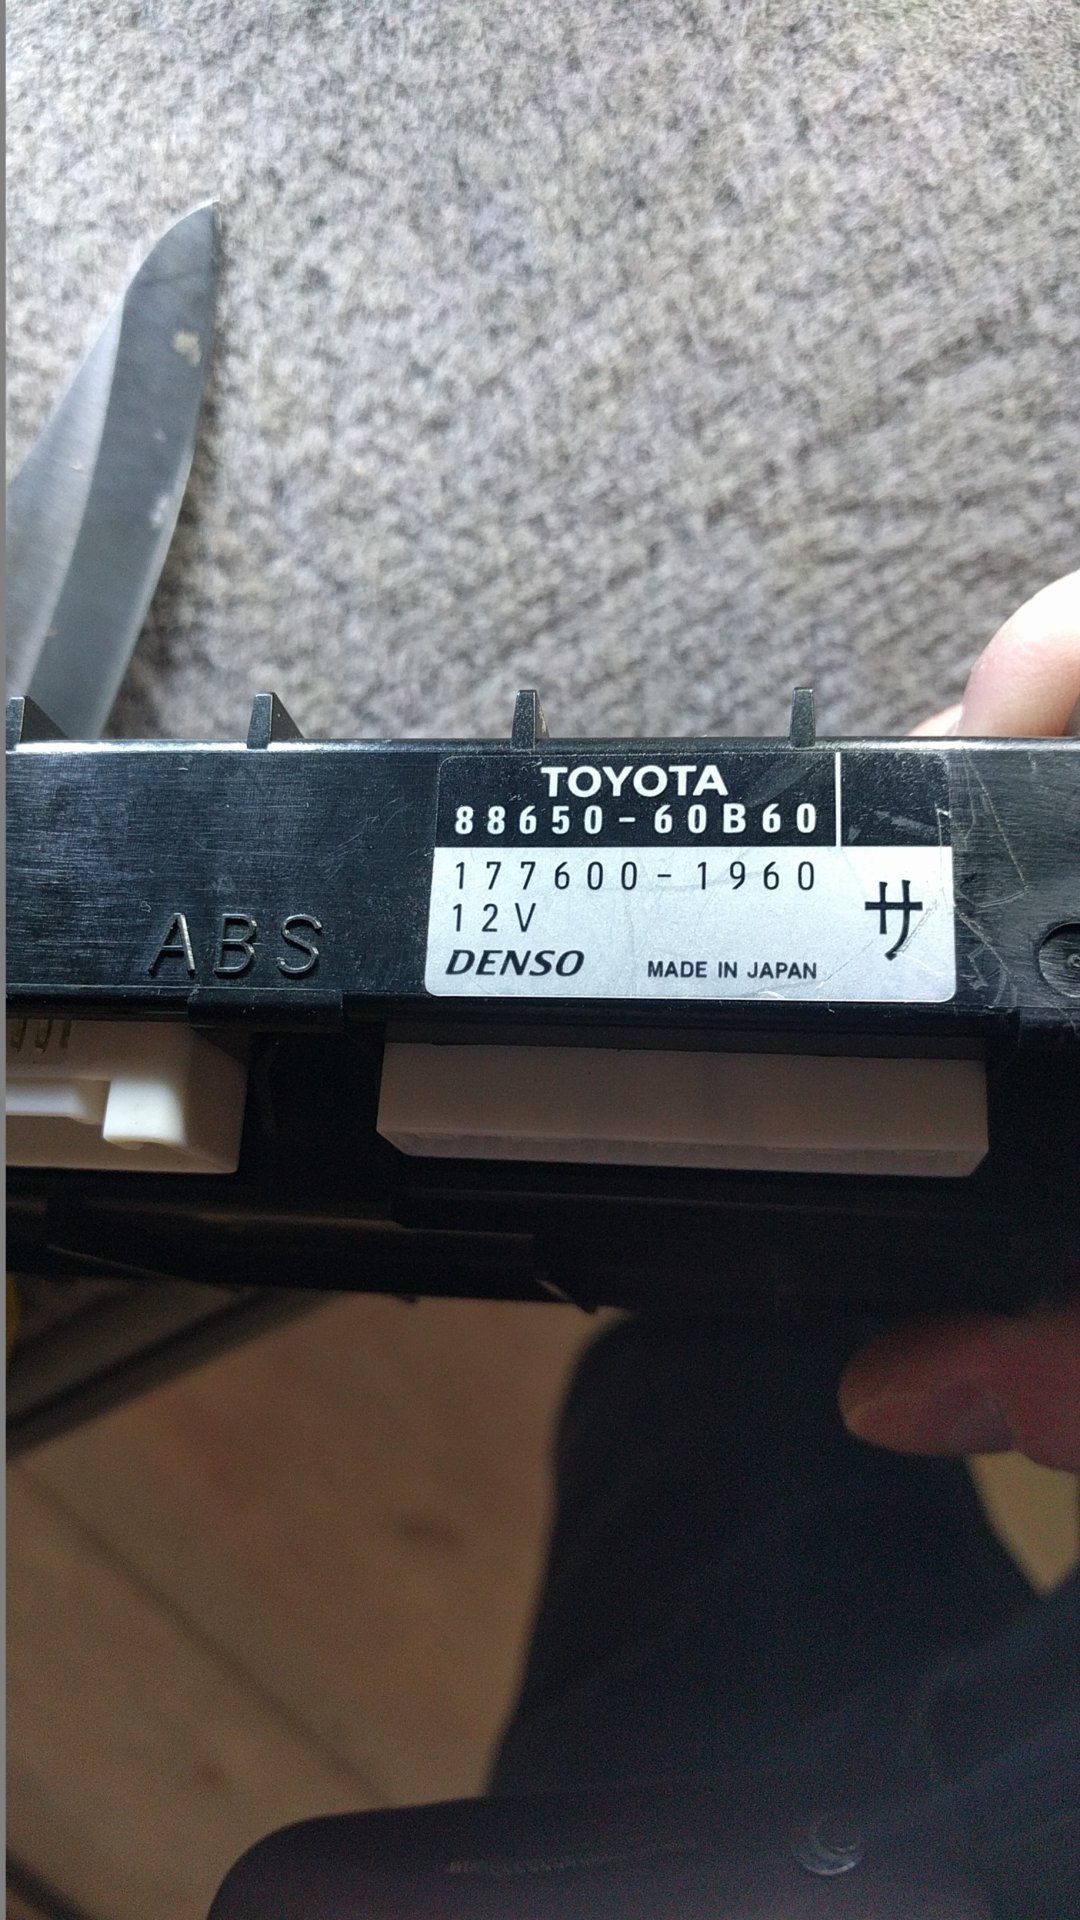 TOYOTA
88650-60B60
177600-1960
12V
サ
DENSO
MADE IN JAPAN
ABS